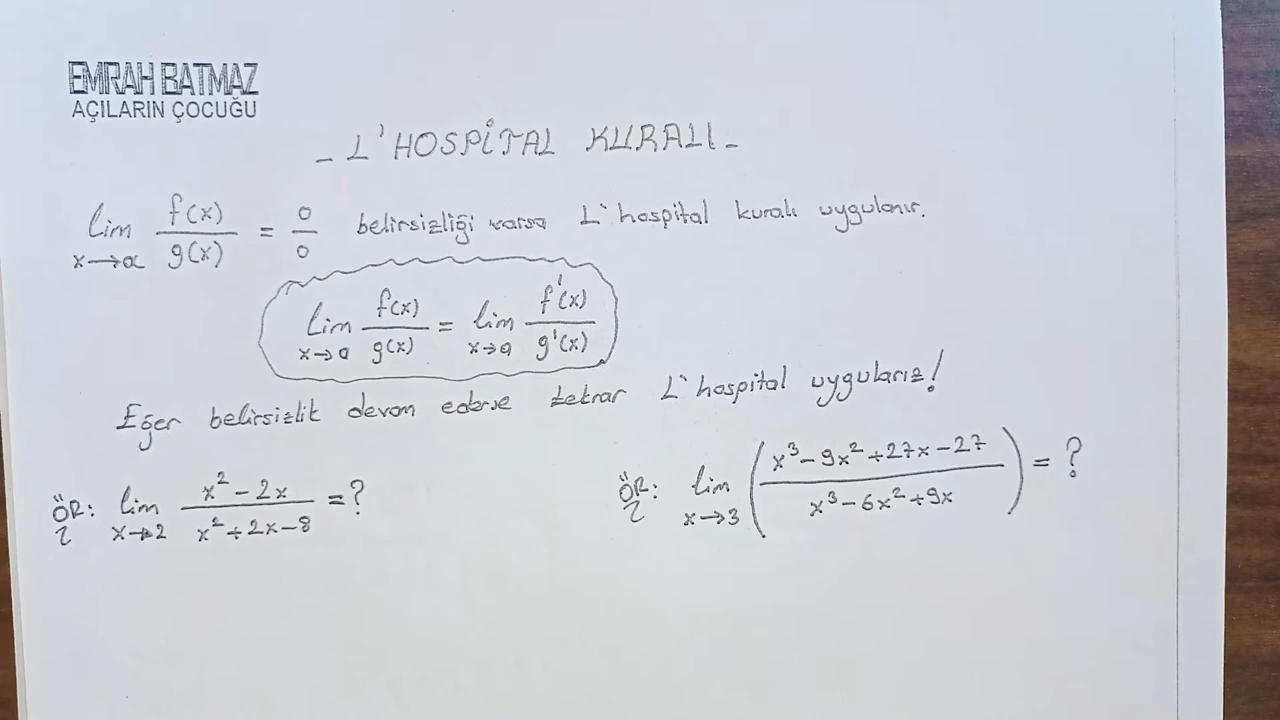 EMRAH BATMAZ
AÇILARIN ÇOCUĞU
- L'HOSPİTAL KURALI -
lim x→a f(x)/g(x) = 0/0 belirsizliği varsa L'hospital kuralı uygulanır.
lim x→a f(x)/g(x) = lim x→a f'(x)/g'(x)
Eğer belirsizlik devam ederse tekrar L'hospital uygularız!
ÖR: lim x→2 (x² - 2x)/(x² + 2x - 8) = ?
ÖR: lim x→3 ((x³ - 9x² + 27x - 27)/(x³ - 6x² + 9x)) = ?